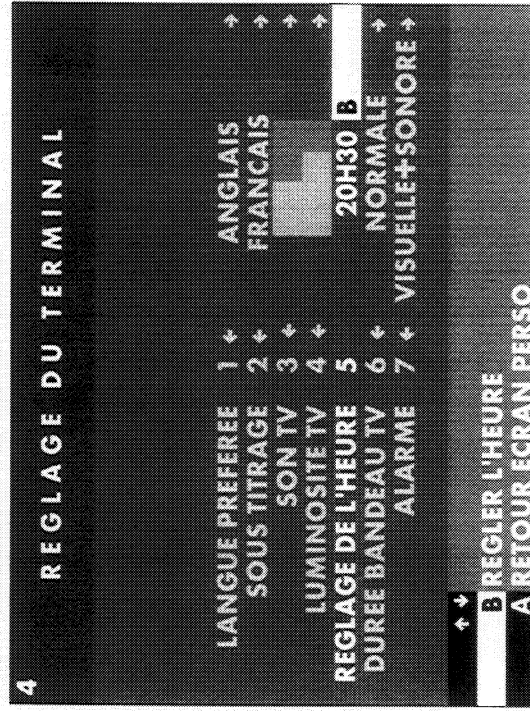 4
REGLAGE DU TERMINAL
LANGUE PREFEREE 1 ← ANGLAIS →
SOUS TITRAGE 2 ← FRANCAIS →
SON TV 3 ← →
LUMINOSITE TV 4 ← →
REGLAGE DE L'HEURE 5 20H30 B
DUREE BANDEAU TV 6 ← NORMALE →
ALARME 7 ← VISUELLE+SONORE →
B REGLER L'HEURE
A RETOUR ECRAN PERSO